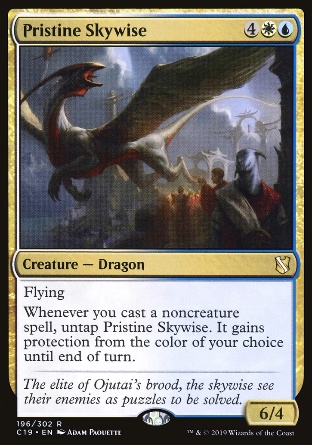 Pristine Skywise 4
Creature — Dragon
Flying
Whenever you cast a noncreature
spell, untap Pristine Skywise. It gains
protection from the color of your choice
until end of turn.
The elite of Ojutai's brood, the skywise see
their enemies as puzzles to be solved.
6/4
196/302 R
C19 • EN Adam Paquette
™ & © 2019 Wizards of the Coast